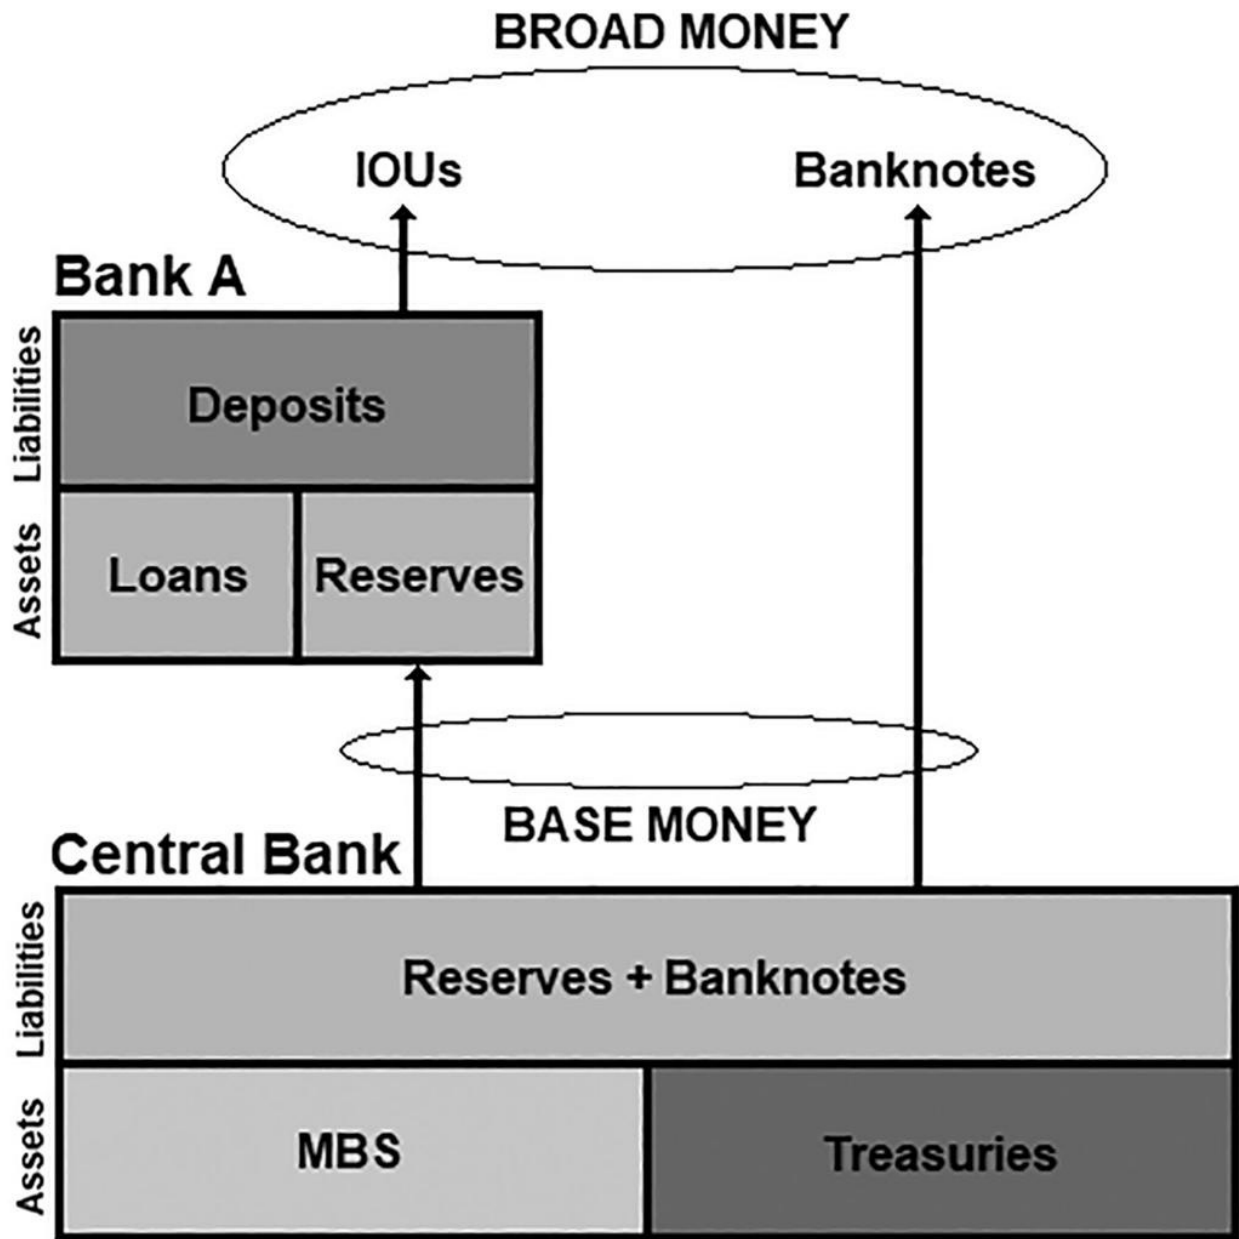 BROAD MONEY
IOUs
Banknotes
Bank A
Liabilities
Deposits
Assets
Loans
Reserves
BASE MONEY
Central Bank
Liabilities
Reserves + Banknotes
Assets
MBS
Treasuries